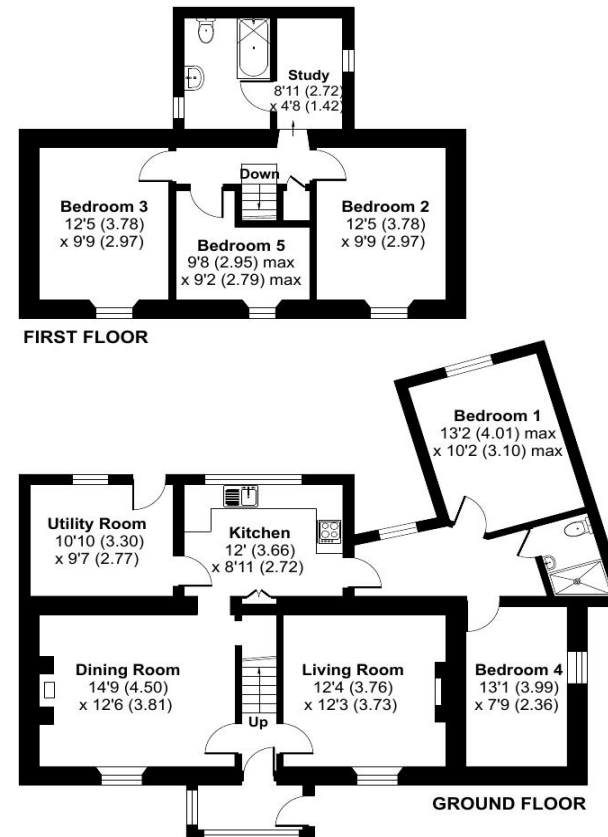 Study
8'11 (2.72)
x 4'8 (1.42)
Down
Bedroom 3
12'5 (3.78)
x 9'9 (2.97)
Bedroom 2
12'5 (3.78)
x 9'9 (2.97)
Bedroom 5
9'8 (2.95) max
x 9'2 (2.79) max
FIRST FLOOR
Bedroom 1
13'2 (4.01) max
x 10'2 (3.10) max
Utility Room
10'10 (3.30)
x 9'7 (2.77)
Kitchen
12' (3.66)
x 8'11 (2.72)
Dining Room
14'9 (4.50)
x 12'6 (3.81)
Living Room
12'4 (3.76)
x 12'3 (3.73)
Bedroom 4
13'1 (3.99)
x 7'9 (2.36)
Up
GROUND FLOOR